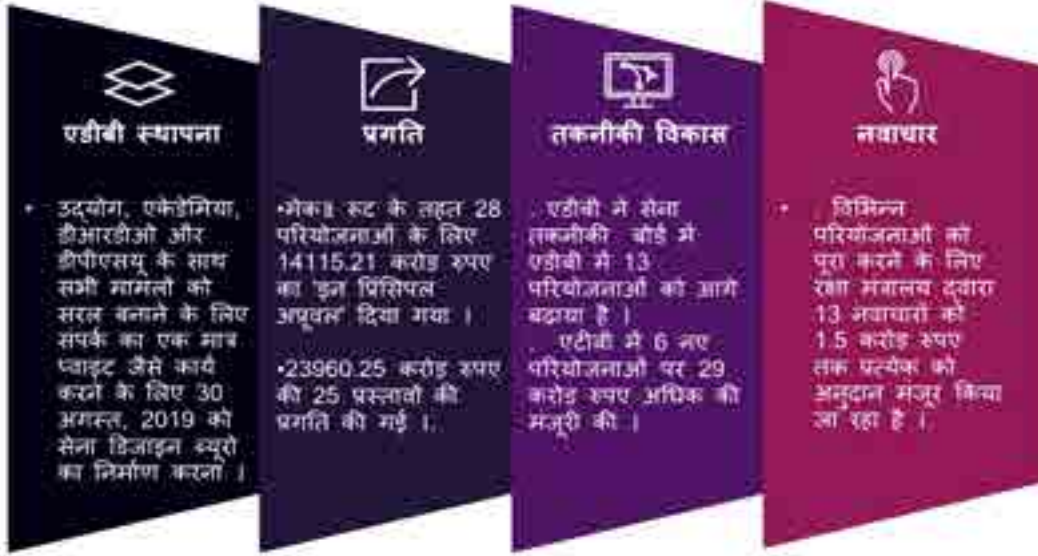 एडीबी स्थापना
• उद्योग, एकेडेमिया,
डीआरडीओ और
डीपीएसयू के साथ
सभी मामलों को
सरल बनाने के लिए
संपर्क का एक मात्र
प्वाइट जैसे कार्य
करने के लिए 30
अगस्त, 2019 को
सेना डिजाइन ब्यूरो
का निर्माण करना ।
प्रगति
•मेक॥ रूट के तहत 28
परियोजनाओं के लिए
14115.21 करोड रुपए
का 'इन प्रिंसिपल
अप्रूवल' दिया गया ।
•23960.25 करोड रुपए
की 25 प्रस्तावों की
प्रगति की गई ।.
तकनीकी विकास
. एडीबी में सेना
तकनीकी बोर्ड में
एडीबी में 13
परियोजनाओं को आगे
बढ़ाया है ।
. एटीबी में 6 नए
परियोजनाओं पर 29
करोड रुपए अधिक की
मंजूरी की ।
नवाचार
• . विभिन्न
परियोजनाओं को
पूरा करने के लिए
रक्षा मंत्रालय द्वारा
13 नवाचारों को
1.5 करोड रुपए
तक प्रत्येक को
अनुदान मंजूर किया
जा रहा है ।